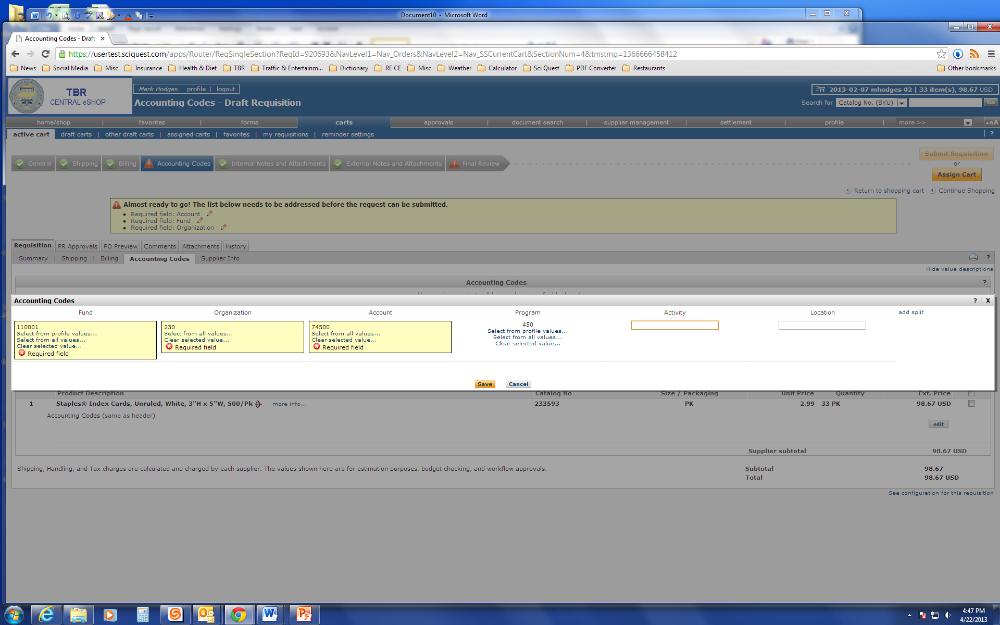 Document10 - Microsoft Word
Accounting Codes - Draft
https://usertest.sciquest.com/apps/Router/ReqSingleSection?ReqId=920693&NavLevel1=Nav_Orders&NavLevel2=Nav_SSCurrentCart&SectionNum=4&tmstmp=1366666458412
News Social Media Misc Insurance Health & Diet TBR Traffic & Entertainm... Dictionary RE CE Misc Weather Calculator Sci Quest PDF Converter Restaurants Other bookmarks
TBR
CENTRAL eSHOP
Mark Hodges profile | logout
2013-02-07 mhodges 02 | 33 item(s), 98.67 USD
Accounting Codes - Draft Requisition
Search for Catalog No. (SKU) Go
home/shop | favorites | forms carts approvals | document search | supplier management | settlement | profile | more >> AAA
active cart draft carts | other draft carts | assigned carts | favorites | my requisitions | reminder settings | ?
General Shipping Billing Accounting Codes Internal Notes and Attachments External Notes and Attachments Final Review
Submit Requisition
or
Assign Cart
Return to shopping cart Continue Shopping
Almost ready to go! The list below needs to be addressed before the request can be submitted.
Required field: Account
Required field: Fund
Required field: Organization
Requisition PR Approvals PO Preview Comments Attachments History
Summary | Shipping | Billing Accounting Codes Supplier Info ?
Hide value descriptions
Accounting Codes ?
Accounting Codes ? X
Fund Organization Account Program Activity Location add split
110001
Select from profile values...
Select from all values...
Clear selected value...
Required field
230
Select from all values...
Clear selected value...
Required field
74500
Select from all values...
Clear selected value...
Required field
450
Select from profile values...
Select from all values...
Clear selected value...
Save Cancel
Product Description Catalog No Size / Packaging Unit Price Quantity Ext. Price
1 Staples® Index Cards, Unruled, White, 3"H x 5"W, 500/Pk more info... 233593 PK 2.99 33 PK 98.67 USD
Accounting Codes (same as header)
edit
Supplier subtotal 98.67 USD
Shipping, Handling, and Tax charges are calculated and charged by each supplier. The values shown here are for estimation purposes, budget checking, and workflow approvals.
Subtotal 98.67
Total 98.67 USD
See configuration for this requisition
4:47 PM
4/22/2013